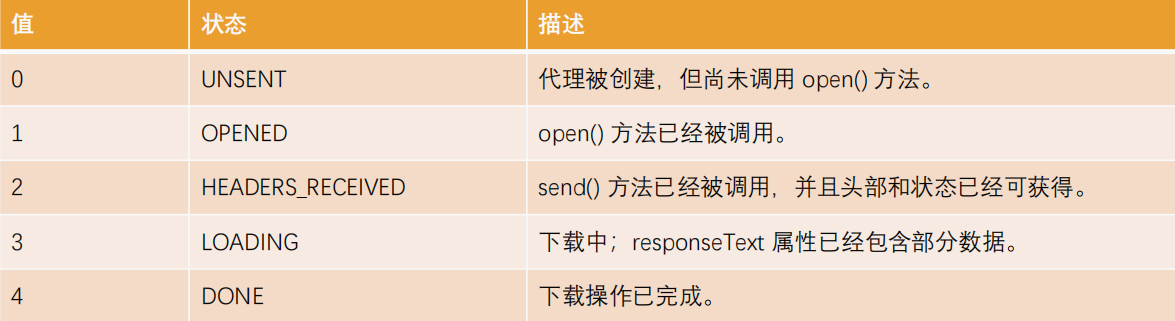 值 状态 描述
0 UNSENT 代理被创建，但尚未调用 open() 方法。
1 OPENED open() 方法已经被调用。
2 HEADERS_RECEIVED send() 方法已经被调用，并且头部和状态已经可获得。
3 LOADING 下载中；responseText 属性已经包含部分数据。
4 DONE 下载操作已完成。